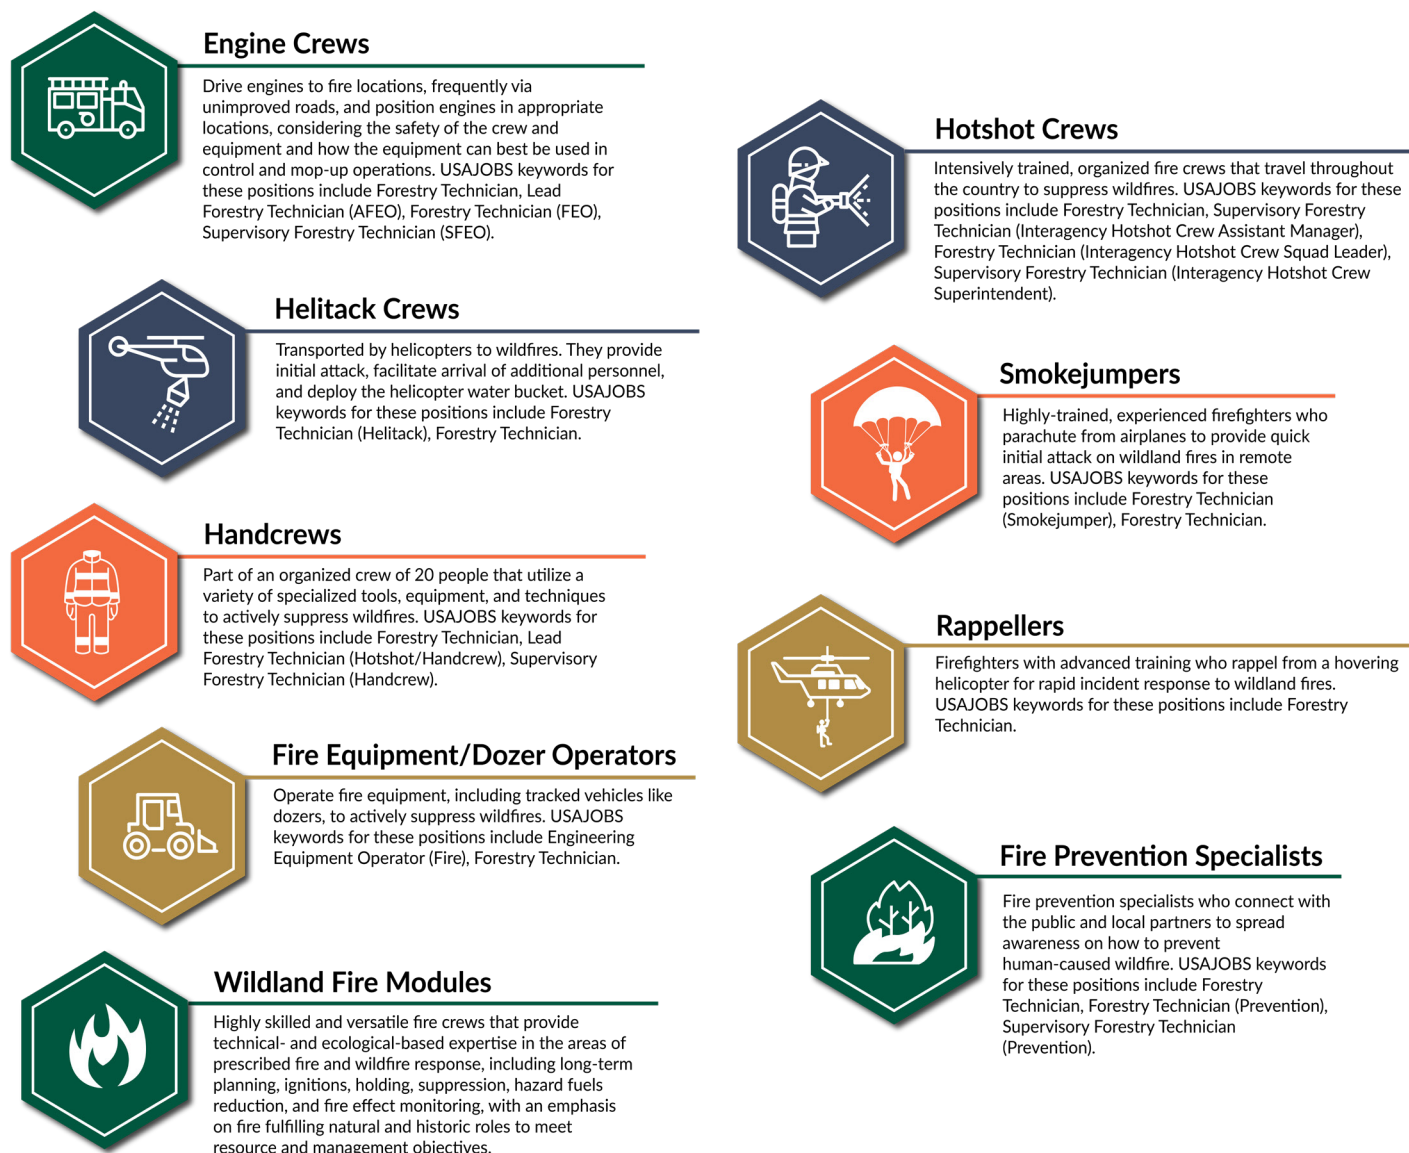 Engine Crews
Drive engines to fire locations, frequently via
unimproved roads, and position engines in appropriate
locations, considering the safety of the crew and
equipment and how the equipment can best be used in
control and mop-up operations. USAJOBS keywords for
these positions include Forestry Technician, Lead
Forestry Technician (AFEO), Forestry Technician (FEO),
Supervisory Forestry Technician (SFEO).
Helitack Crews
Transported by helicopters to wildfires. They provide
initial attack, facilitate arrival of additional personnel,
and deploy the helicopter water bucket. USAJOBS
keywords for these positions include Forestry
Technician (Helitack), Forestry Technician.
Handcrews
Part of an organized crew of 20 people that utilize a
variety of specialized tools, equipment, and techniques
to actively suppress wildfires. USAJOBS keywords for
these positions include Forestry Technician, Lead
Forestry Technician (Hotshot/Handcrew), Supervisory
Forestry Technician (Handcrew).
Fire Equipment/Dozer Operators
Operate fire equipment, including tracked vehicles like
dozers, to actively suppress wildfires. USAJOBS
keywords for these positions include Engineering
Equipment Operator (Fire), Forestry Technician.
Wildland Fire Modules
Highly skilled and versatile fire crews that provide
technical- and ecological-based expertise in the areas of
prescribed fire and wildfire response, including long-term
planning, ignitions, holding, suppression, hazard fuels
reduction, and fire effect monitoring, with an emphasis
on fire fulfilling natural and historic roles to meet
resource and management objectives.
Hotshot Crews
Intensively trained, organized fire crews that travel throughout
the country to suppress wildfires. USAJOBS keywords for these
positions include Forestry Technician, Supervisory Forestry
Technician (Interagency Hotshot Crew Assistant Manager),
Forestry Technician (Interagency Hotshot Crew Squad Leader),
Supervisory Forestry Technician (Interagency Hotshot Crew
Superintendent).
Smokejumpers
Highly-trained, experienced firefighters who
parachute from airplanes to provide quick
initial attack on wildland fires in remote
areas. USAJOBS keywords for these
positions include Forestry Technician
(Smokejumper), Forestry Technician.
Rappellers
Firefighters with advanced training who rappel from a hovering
helicopter for rapid incident response to wildland fires.
USAJOBS keywords for these positions include Forestry
Technician.
Fire Prevention Specialists
Fire prevention specialists who connect with
the public and local partners to spread
awareness on how to prevent
human-caused wildfire. USAJOBS keywords
for these positions include Forestry
Technician, Forestry Technician (Prevention),
Supervisory Forestry Technician
(Prevention).